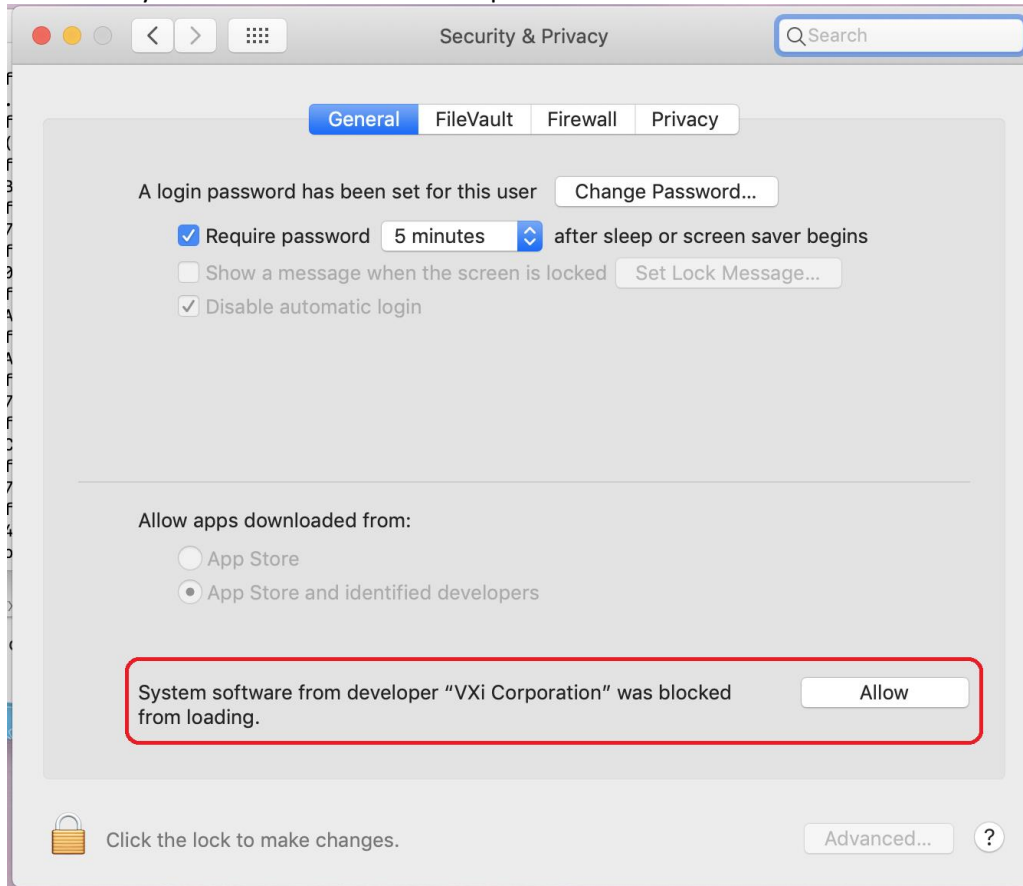 Security & Privacy
Search
General FileVault Firewall Privacy
A login password has been set for this user Change Password...
Require password 5 minutes after sleep or screen saver begins
Show a message when the screen is locked Set Lock Message...
Disable automatic login
Allow apps downloaded from:
App Store
App Store and identified developers
System software from developer “VXi Corporation” was blocked Allow
from loading.
Click the lock to make changes. Advanced... ?